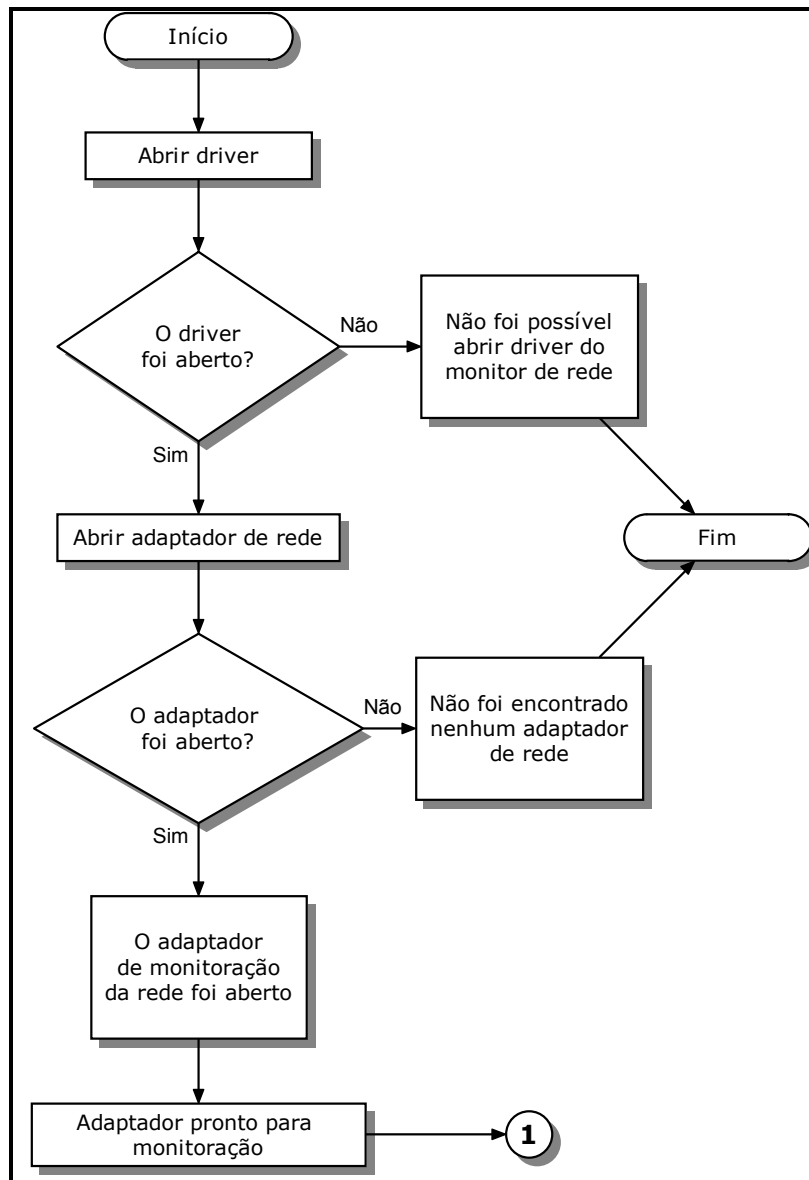 Início
Abrir driver
O driver
foi aberto?
Não
Não foi possível
abrir driver do
monitor de rede
Sim
Abrir adaptador de rede
Fim
O adaptador
foi aberto?
Não
Não foi encontrado
nenhum adaptador
de rede
Sim
O adaptador
de monitoração
da rede foi aberto
Adaptador pronto para
monitoração
1